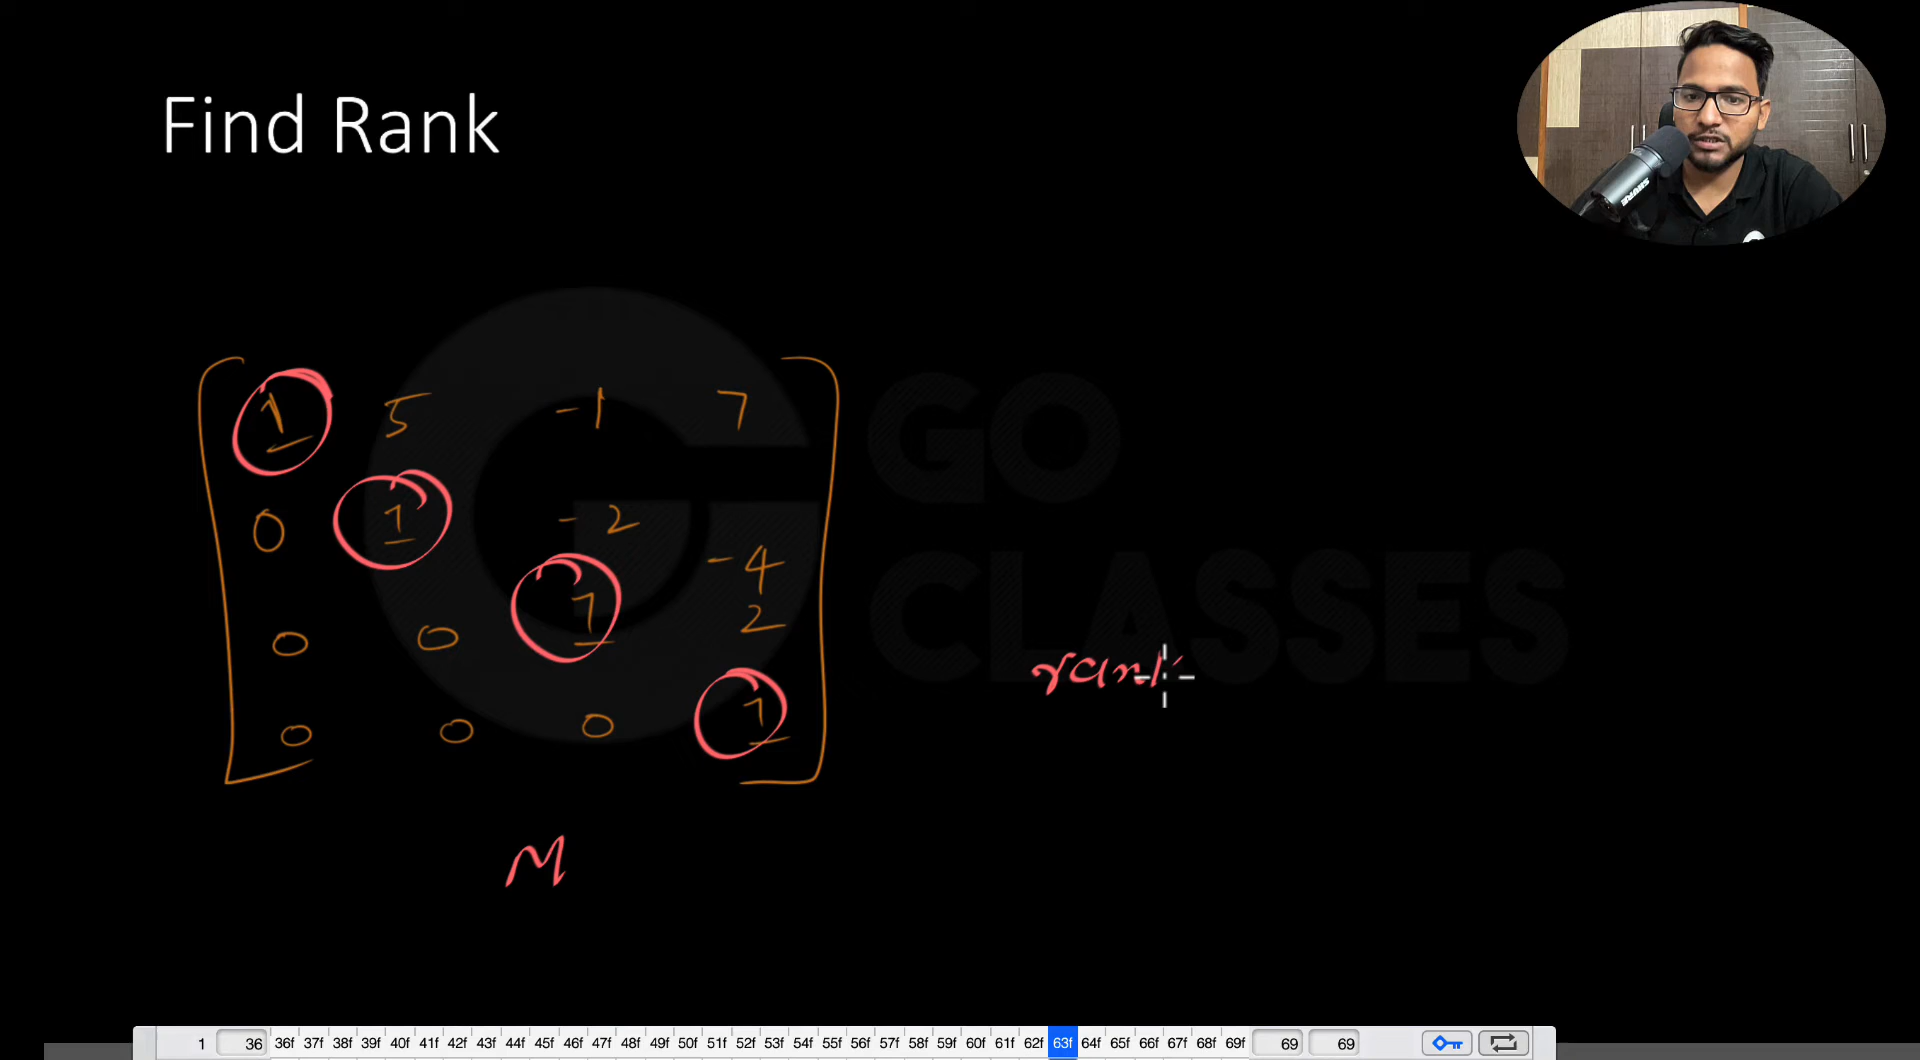 Find Rank
1 5 -1 7
0 1 -2 -4
0 0 1 2
0 0 0 1
GO
CLASSES
rank
M
SHURE
1 36 36f 37f 38f 39f 40f 41f 42f 43f 44f 45f 46f 47f 48f 49f 50f 51f 52f 53f 54f 55f 56f 57f 58f 59f 60f 61f 62f 63f 64f 65f 66f 67f 68f 69f 69 69